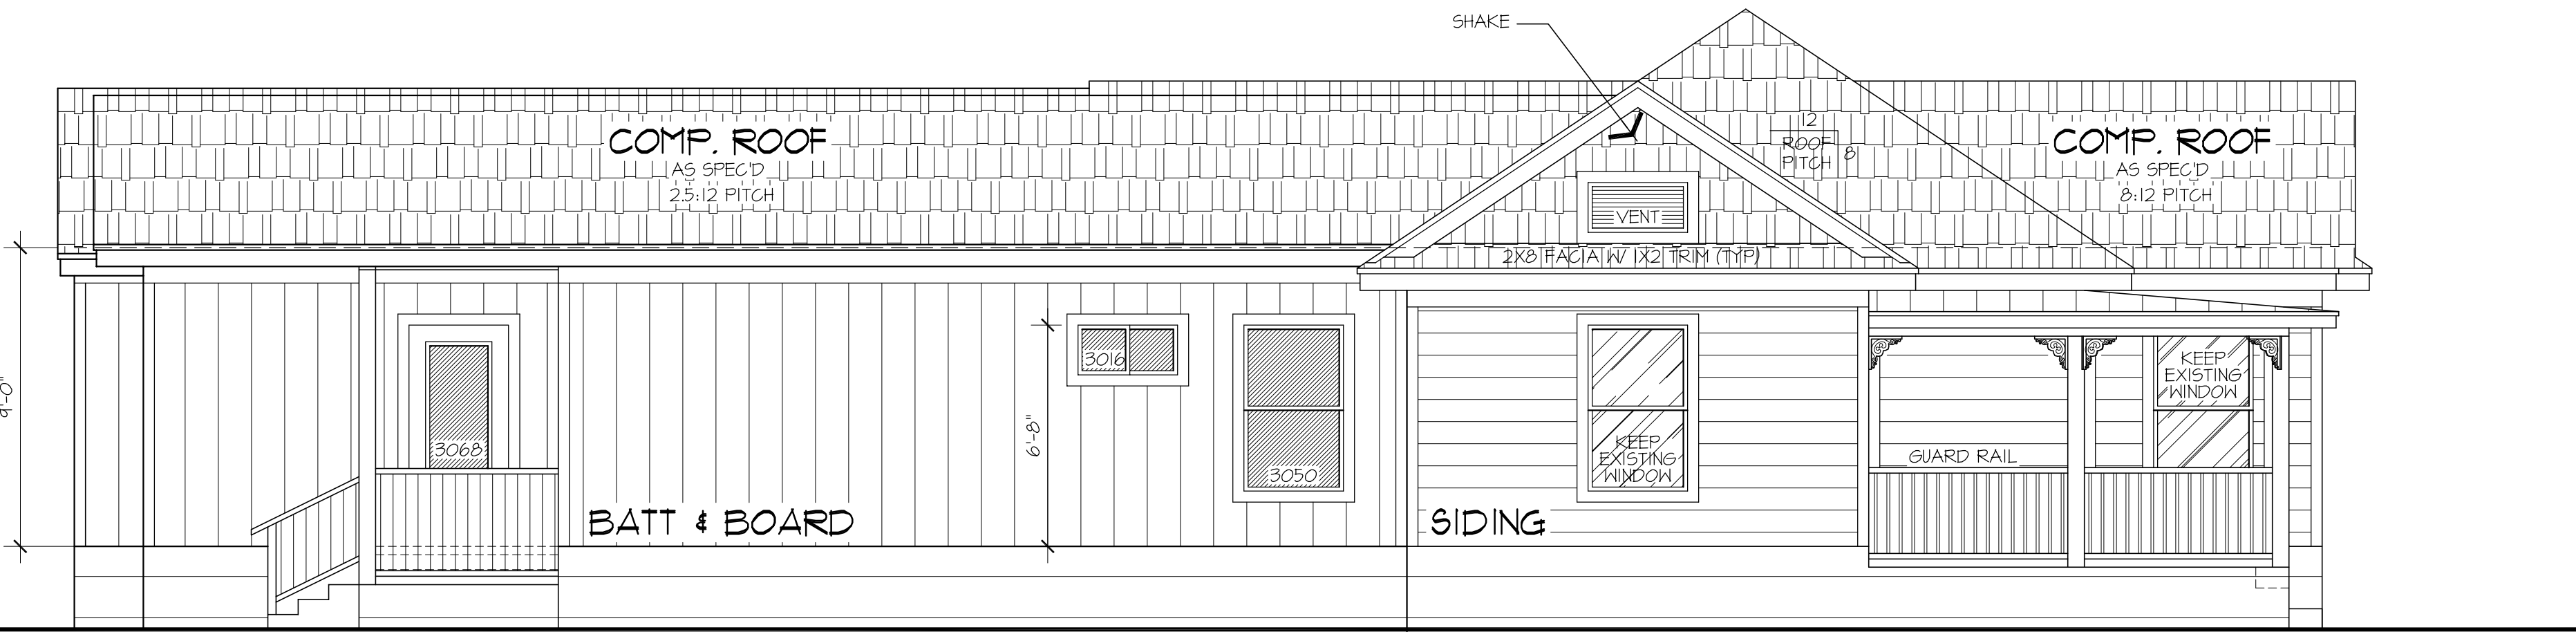 SHAKE
COMP. ROOF
AS SPEC'D
2.5:12 PITCH
12
ROOF
PITCH
8
COMP. ROOF
AS SPEC'D
8:12 PITCH
VENT
2X8 FACIA W/ 1X2 TRIM (TYP)
9'-0"
3068
6'-8"
3016
3050
KEEP
EXISTING
WINDOW
KEEP
EXISTING
WINDOW
GUARD RAIL
BATT & BOARD
SIDING